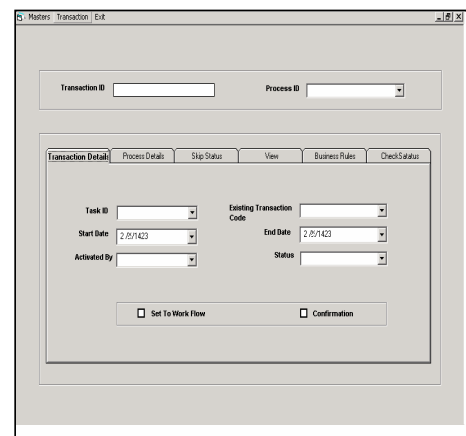 Masters Transaction Exit
Transaction ID Process ID
Transaction Details Process Details Skip Status View Business Rules CheckSatatus
Task ID Existing Transaction Code
Start Date 2 /5/1423 End Date 2 /5/1423
Activated By Status
Set To Work Flow Confirmation